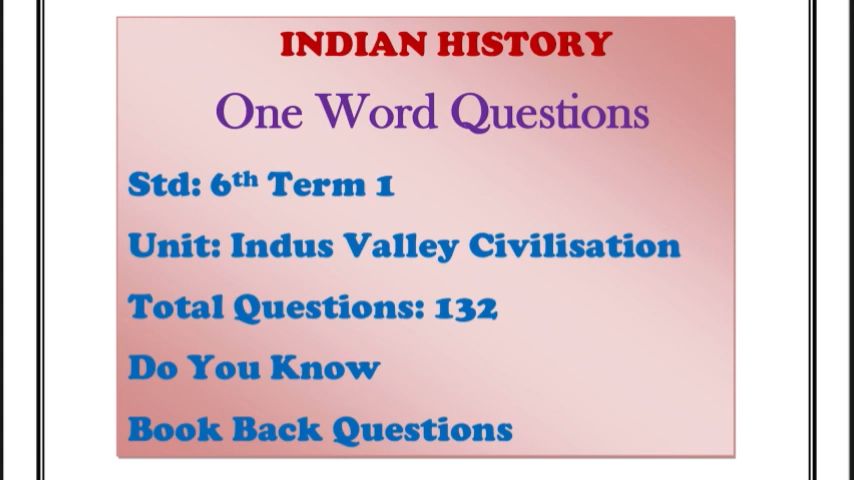 INDIAN HISTORY
One Word Questions
Std: 6th Term 1
Unit: Indus Valley Civilisation
Total Questions: 132
Do You Know
Book Back Questions